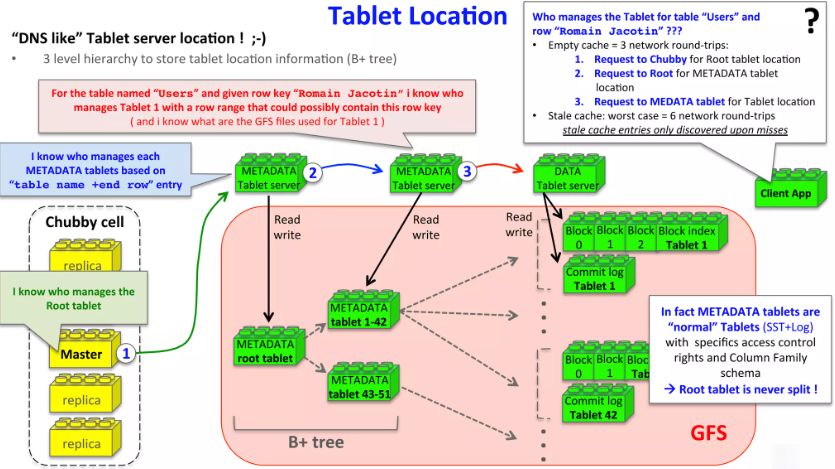 Tablet Location
“DNS like” Tablet server location ! ;-)
• 3 level hierarchy to store tablet location information (B+ tree)
Who manages the Tablet for table “Users” and
row “Romain Jacotin” ???
• Empty cache = 3 network round-trips:
1. Request to Chubby for Root tablet location
2. Request to Root for METADATA tablet
location
3. Request to MEDATA tablet for Tablet location
• Stale cache: worst case = 6 network round-trips
stale cache entries only discovered upon misses
?
For the table named “Users” and given row key “Romain Jacotin” i know who
manages Tablet 1 with a row range that could possibly contain this row key
( and i know what are the GFS files used for Tablet 1 )
I know who manages each
METADATA tablets based on
“table name +end row” entry
METADATA
Tablet server
2
METADATA
Tablet server
3
DATA
Tablet server
Client App
Chubby cell
replica
I know who manages the
Root tablet
Master
1
replica
replica
Read
write
Read
write
Read
write
Block
0
Block
1
Block
2
Block index
Tablet 1
Commit log
Tablet 1
METADATA
root tablet
METADATA
tablet 1-42
METADATA
tablet 43-51
Block
0
Block
1
Block
Tab
Commit log
Tablet 42
In fact METADATA tablets are
“normal” Tablets (SST+Log)
with specifics access control
rights and Column Family
schema
→ Root tablet is never split !
B+ tree
GFS